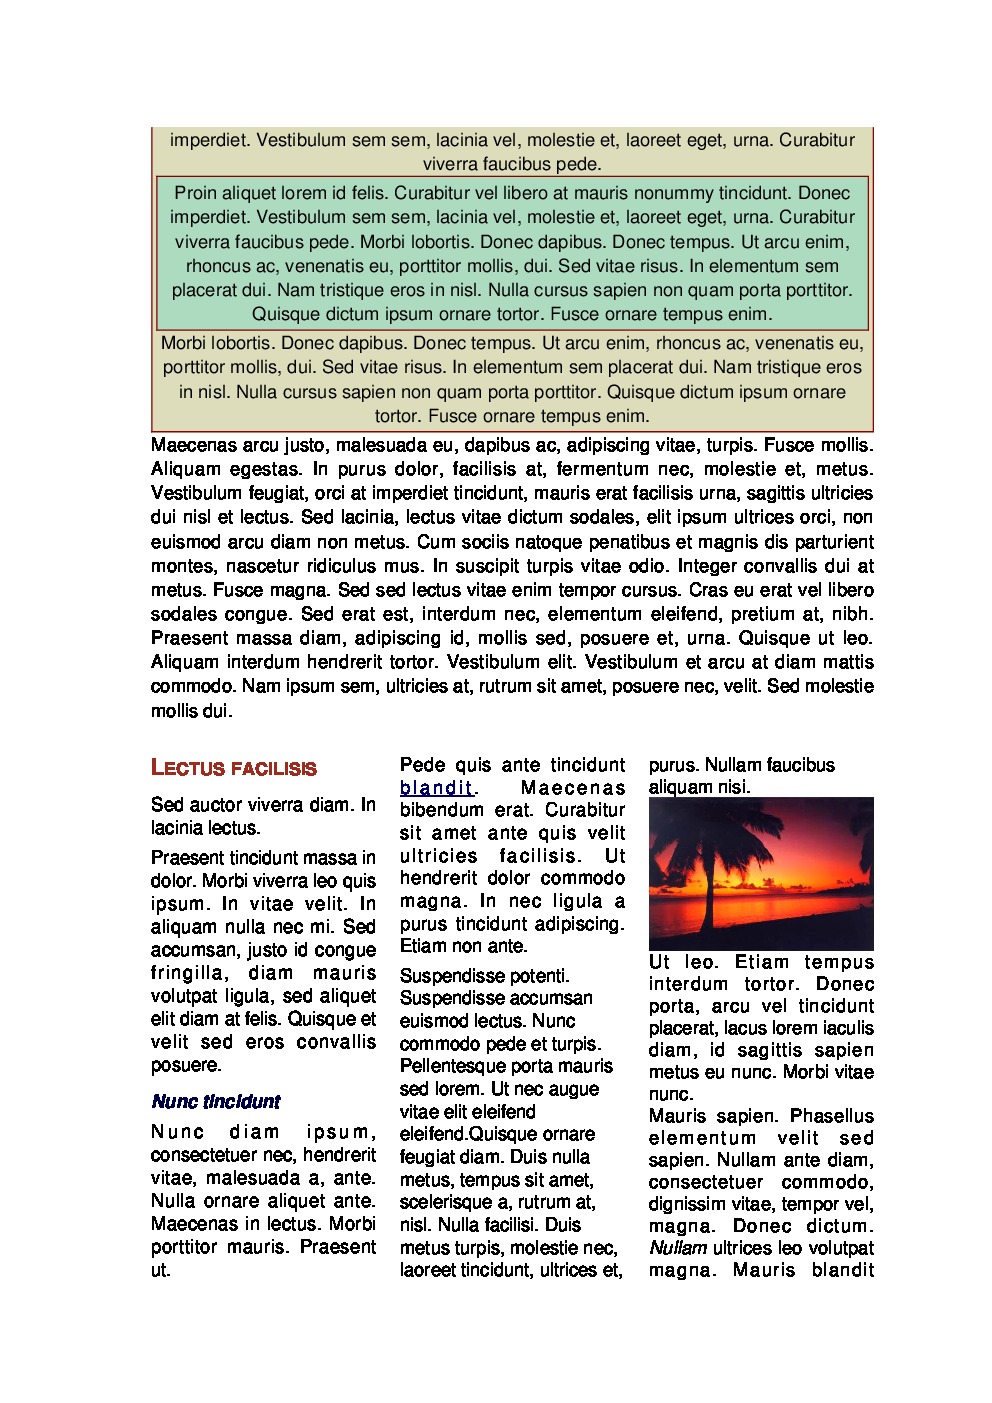 imperdiet. Vestibulum sem sem, lacinia vel, molestie et, laoreet eget, urna. Curabitur
viverra faucibus pede.
Proin aliquet lorem id felis. Curabitur vel libero at mauris nonummy tincidunt. Donec
imperdiet. Vestibulum sem sem, lacinia vel, molestie et, laoreet eget, urna. Curabitur
viverra faucibus pede. Morbi lobortis. Donec dapibus. Donec tempus. Ut arcu enim,
rhoncus ac, venenatis eu, porttitor mollis, dui. Sed vitae risus. In elementum sem
placerat dui. Nam tristique eros in nisl. Nulla cursus sapien non quam porta porttitor.
Quisque dictum ipsum ornare tortor. Fusce ornare tempus enim.
Morbi lobortis. Donec dapibus. Donec tempus. Ut arcu enim, rhoncus ac, venenatis eu,
porttitor mollis, dui. Sed vitae risus. In elementum sem placerat dui. Nam tristique eros
in nisl. Nulla cursus sapien non quam porta porttitor. Quisque dictum ipsum ornare
tortor. Fusce ornare tempus enim.
Maecenas arcu justo, malesuada eu, dapibus ac, adipiscing vitae, turpis. Fusce mollis.
Aliquam egestas. In purus dolor, facilisis at, fermentum nec, molestie et, metus.
Vestibulum feugiat, orci at imperdiet tincidunt, mauris erat facilisis urna, sagittis ultricies
dui nisl et lectus. Sed lacinia, lectus vitae dictum sodales, elit ipsum ultrices orci, non
euismod arcu diam non metus. Cum sociis natoque penatibus et magnis dis parturient
montes, nascetur ridiculus mus. In suscipit turpis vitae odio. Integer convallis dui at
metus. Fusce magna. Sed sed lectus vitae enim tempor cursus. Cras eu erat vel libero
sodales congue. Sed erat est, interdum nec, elementum eleifend, pretium at, nibh.
Praesent massa diam, adipiscing id, mollis sed, posuere et, urna. Quisque ut leo.
Aliquam interdum hendrerit tortor. Vestibulum elit. Vestibulum et arcu at diam mattis
commodo. Nam ipsum sem, ultricies at, rutrum sit amet, posuere nec, velit. Sed molestie
mollis dui.
LECTUS FACILISIS
Sed auctor viverra diam. In
lacinia lectus.
Praesent tincidunt massa in
dolor. Morbi viverra leo quis
ipsum. In vitae velit. In
aliquam nulla nec mi. Sed
accumsan, justo id congue
fringilla, diam mauris
volutpat ligula, sed aliquet
elit diam at felis. Quisque et
velit sed eros convallis
posuere.
Nunc tincidunt
Nunc diam ipsum,
consectetuer nec, hendrerit
vitae, malesuada a, ante.
Nulla ornare aliquet ante.
Maecenas in lectus. Morbi
porttitor mauris. Praesent
ut.
Pede quis ante tincidunt
blandit. Maecenas
bibendum erat. Curabitur
sit amet ante quis velit
ultricies facilisis. Ut
hendrerit dolor commodo
magna. In nec ligula a
purus tincidunt adipiscing.
Etiam non ante.
Suspendisse potenti.
Suspendisse accumsan
euismod lectus. Nunc
commodo pede et turpis.
Pellentesque porta mauris
sed lorem. Ut nec augue
vitae elit eleifend
eleifend.Quisque ornare
feugiat diam. Duis nulla
metus, tempus sit amet,
scelerisque a, rutrum at,
nisl. Nulla facilisi. Duis
metus turpis, molestie nec,
laoreet tincidunt, ultrices et,
purus. Nullam faucibus
aliquam nisi.
Ut leo. Etiam tempus
interdum tortor. Donec
porta, arcu vel tincidunt
placerat, lacus lorem iaculis
diam, id sagittis sapien
metus eu nunc. Morbi vitae
nunc.
Mauris sapien. Phasellus
elementum velit sed
sapien. Nullam ante diam,
consectetuer commodo,
dignissim vitae, tempor vel,
magna. Donec dictum.
Nullam ultrices leo volutpat
magna. Mauris blandit